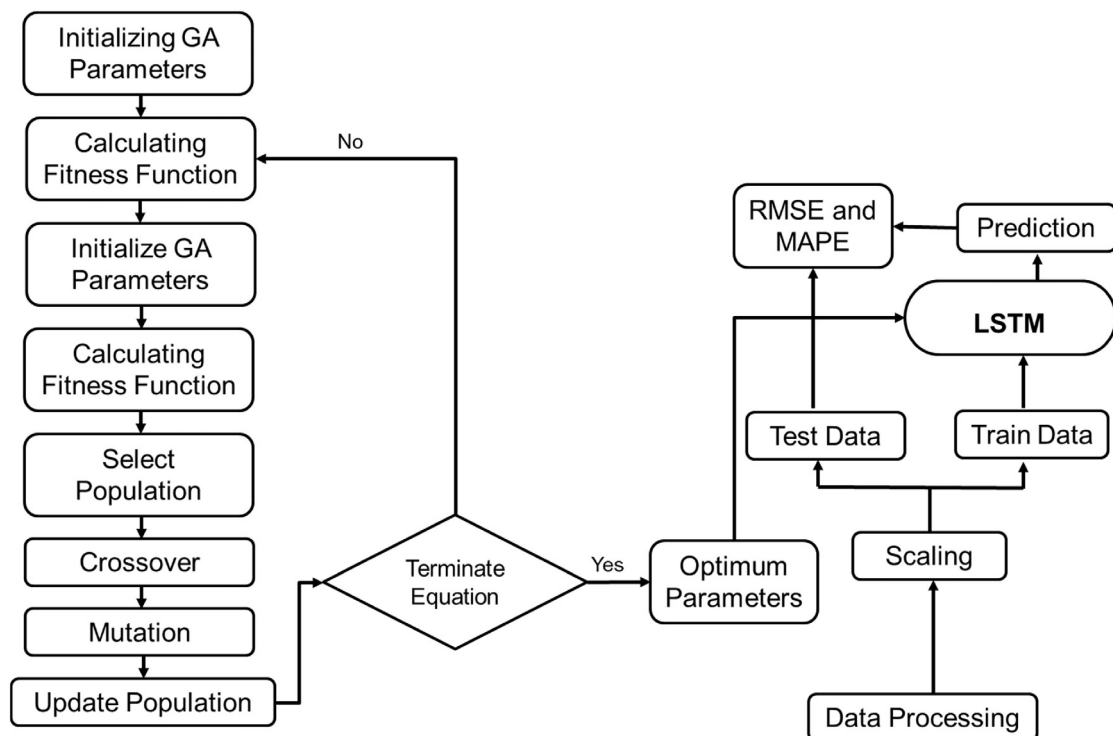 Initializing GA
Parameters
Calculating
Fitness Function
Initialize GA
Parameters
Calculating
Fitness Function
Select
Population
Crossover
Mutation
Update Population
No
Terminate
Equation
Yes
Optimum
Parameters
RMSE and
MAPE
Prediction
LSTM
Test Data
Train Data
Scaling
Data Processing